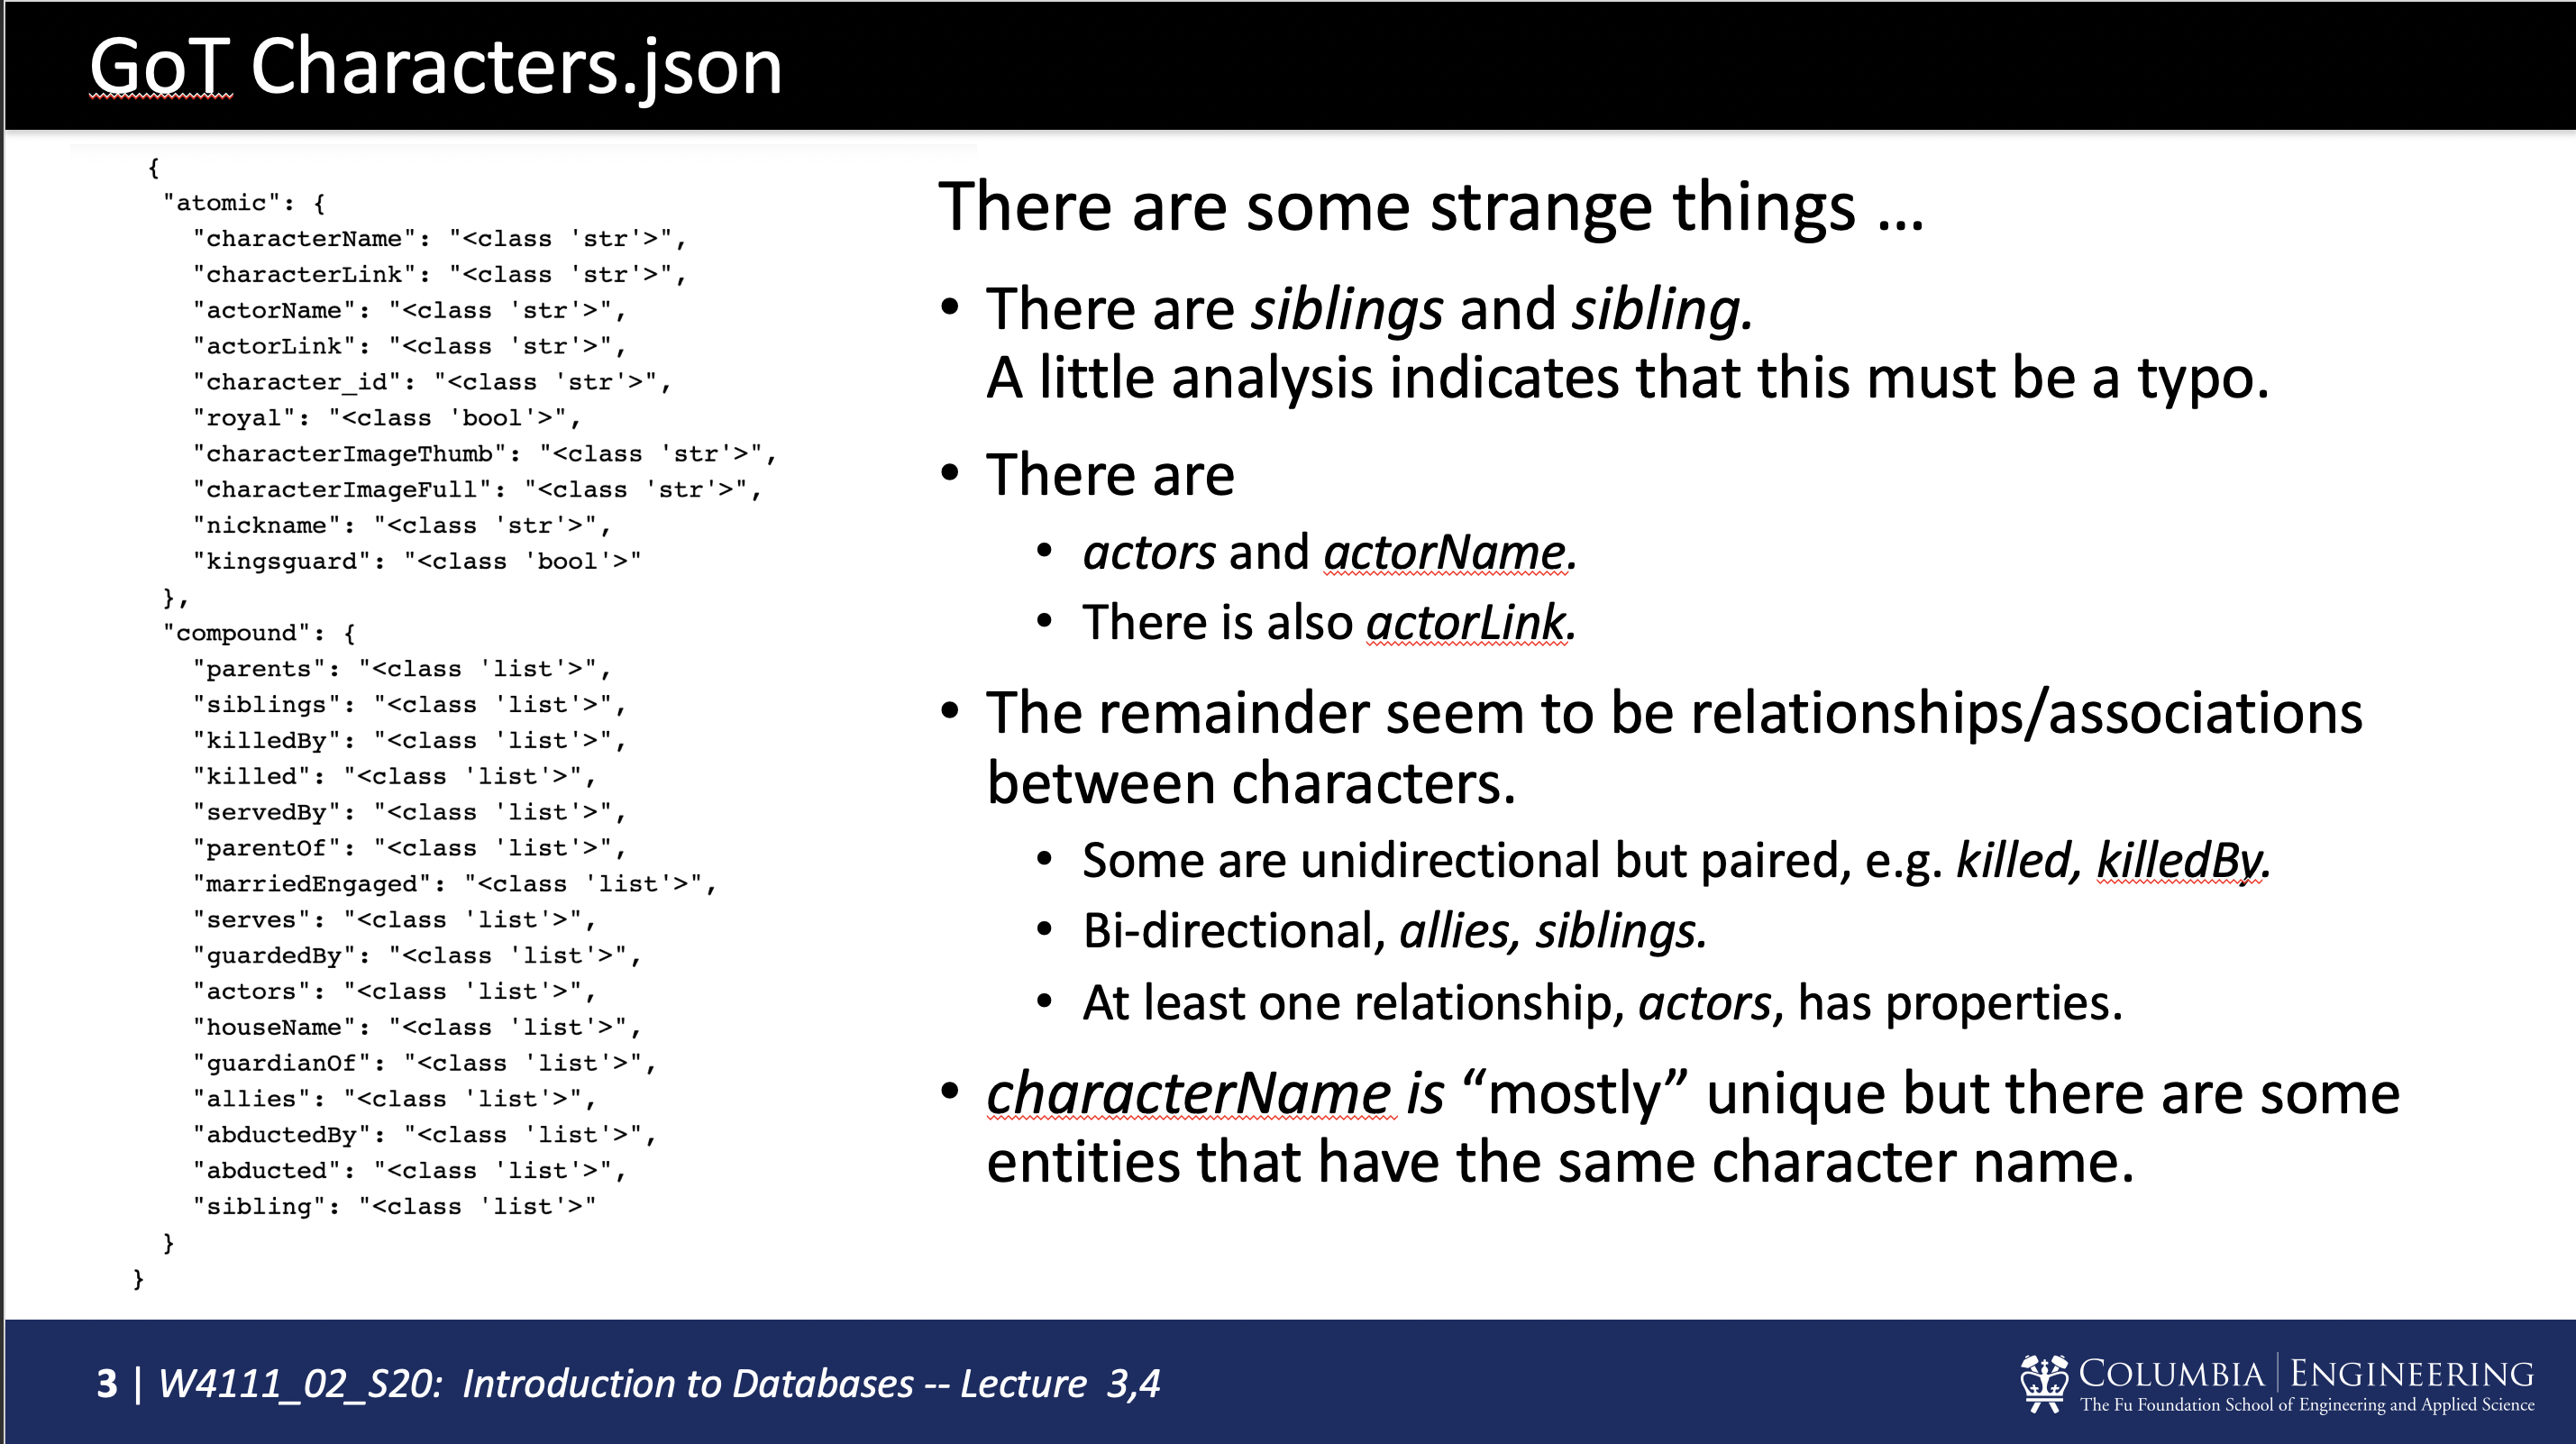 GoT Characters.json
{
"atomic": {
"characterName": "<class 'str'>",
"characterLink": "<class 'str'>",
"actorName": "<class 'str'>",
"actorLink": "<class 'str'>",
"character_id": "<class 'str'>",
"royal": "<class 'bool'>",
"characterImageThumb": "<class 'str'>",
"characterImageFull": "<class 'str'>",
"nickname": "<class 'str'>",
"kingsguard": "<class 'bool'>"
},
"compound": {
"parents": "<class 'list'>",
"siblings": "<class 'list'>",
"killedBy": "<class 'list'>",
"killed": "<class 'list'>",
"servedBy": "<class 'list'>",
"parentOf": "<class 'list'>",
"marriedEngaged": "<class 'list'>",
"serves": "<class 'list'>",
"guardedBy": "<class 'list'>",
"actors": "<class 'list'>",
"houseName": "<class 'list'>",
"guardianOf": "<class 'list'>",
"allies": "<class 'list'>",
"abductedBy": "<class 'list'>",
"abducted": "<class 'list'>",
"sibling": "<class 'list'>"
}
}
There are some strange things ...
• There are siblings and sibling.
A little analysis indicates that this must be a typo.
• There are
• actors and actorName.
• There is also actorLink.
• The remainder seem to be relationships/associations
between characters.
• Some are unidirectional but paired, e.g. killed, killedBy.
• Bi-directional, allies, siblings.
• At least one relationship, actors, has properties.
• characterName is “mostly” unique but there are some
entities that have the same character name.
3 | W4111_02_S20: Introduction to Databases -- Lecture 3,4
COLUMBIA | ENGINEERING
The Fu Foundation School of Engineering and Applied Science